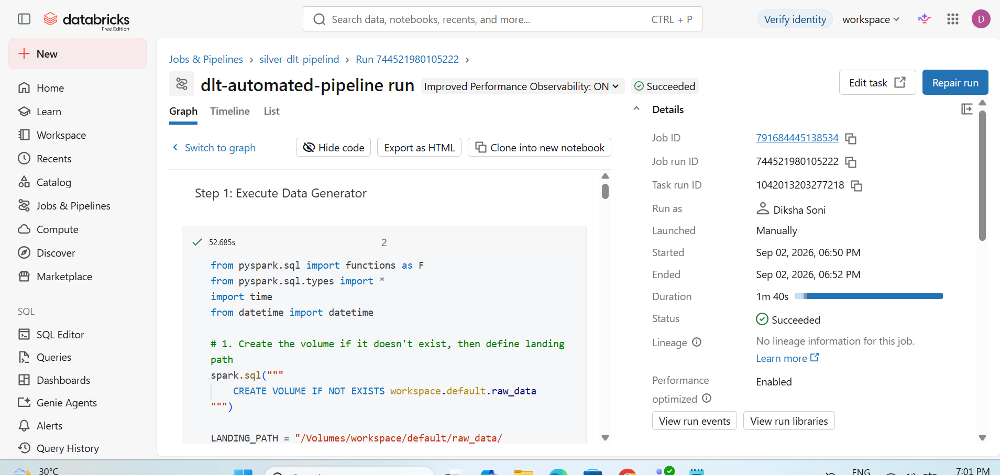 databricks
Free Edition
Search data, notebooks, recents, and more...
CTRL + P
Verify identity
workspace
D
New
Home
Learn
Workspace
Recents
Catalog
Jobs & Pipelines
Compute
Discover
Marketplace
SQL
SQL Editor
Queries
Dashboards
Genie Agents
Alerts
Query History
Jobs & Pipelines › silver-dlt-pipelind › Run 744521980105222 ›
dlt-automated-pipeline run
Improved Performance Observability: ON
Succeeded
Edit task
Repair run
Graph
Timeline
List
Switch to graph
Hide code
Export as HTML
Clone into new notebook
Step 1: Execute Data Generator
52.685s
2
from pyspark.sql import functions as F
from pyspark.sql.types import *
import time
from datetime import datetime
# 1. Create the volume if it doesn't exist, then define landing
path
spark.sql("""
CREATE VOLUME IF NOT EXISTS workspace.default.raw_data
""")
LANDING_PATH = "/Volumes/workspace/default/raw_data/
Details
Job ID
791684445138534
Job run ID
744521980105222
Task run ID
1042013203277218
Run as
Diksha Soni
Launched
Manually
Started
Sep 02, 2026, 06:50 PM
Ended
Sep 02, 2026, 06:52 PM
Duration
1m 40s
Status
Succeeded
Lineage
No lineage information for this job.
Learn more
Performance
optimized
Enabled
View run events
View run libraries
30°C
ENG
7:01 PM